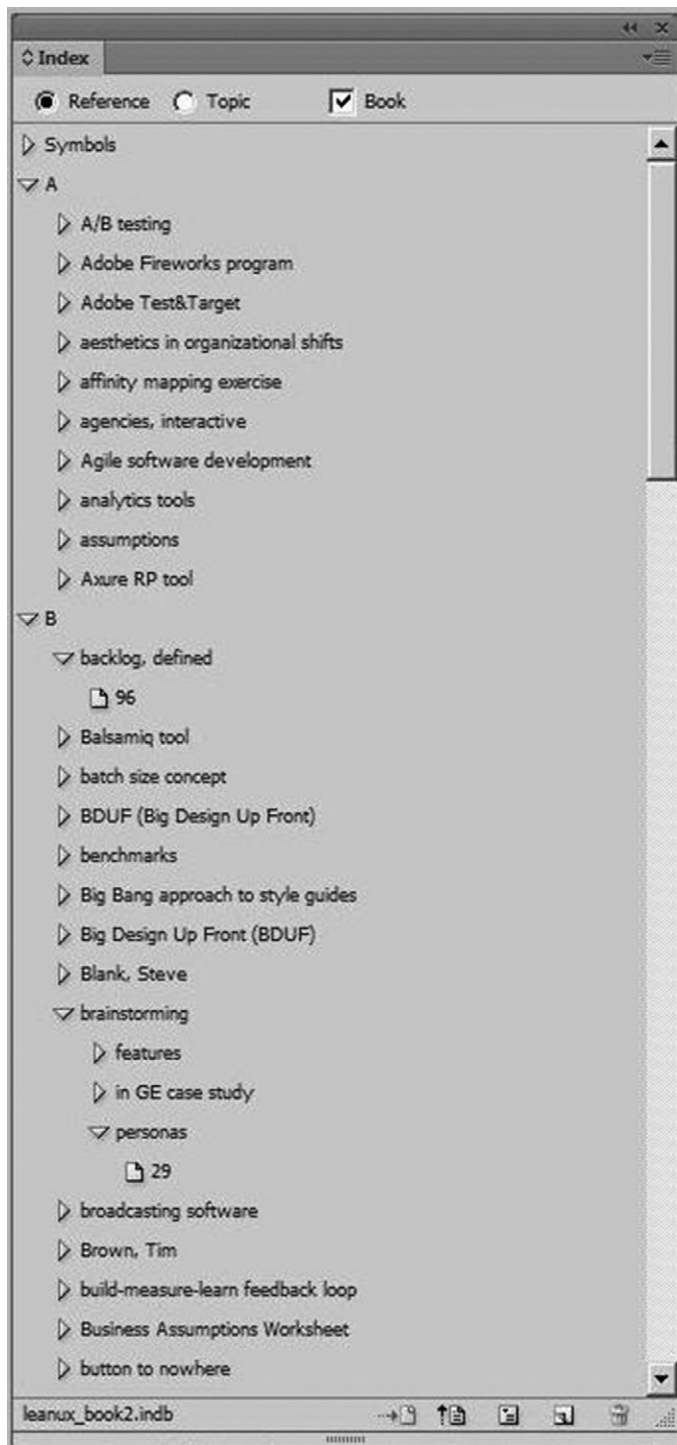 Index
Reference Topic Book
Symbols
A
A/B testing
Adobe Fireworks program
Adobe Test&Target
aesthetics in organizational shifts
affinity mapping exercise
agencies, interactive
Agile software development
analytics tools
assumptions
Axure RP tool
B
backlog, defined
96
Balsamiq tool
batch size concept
BDUF (Big Design Up Front)
benchmarks
Big Bang approach to style guides
Big Design Up Front (BDUF)
Blank, Steve
brainstorming
features
in GE case study
personas
29
broadcasting software
Brown, Tim
build-measure-learn feedback loop
Business Assumptions Worksheet
button to nowhere
leanux_book2.indb